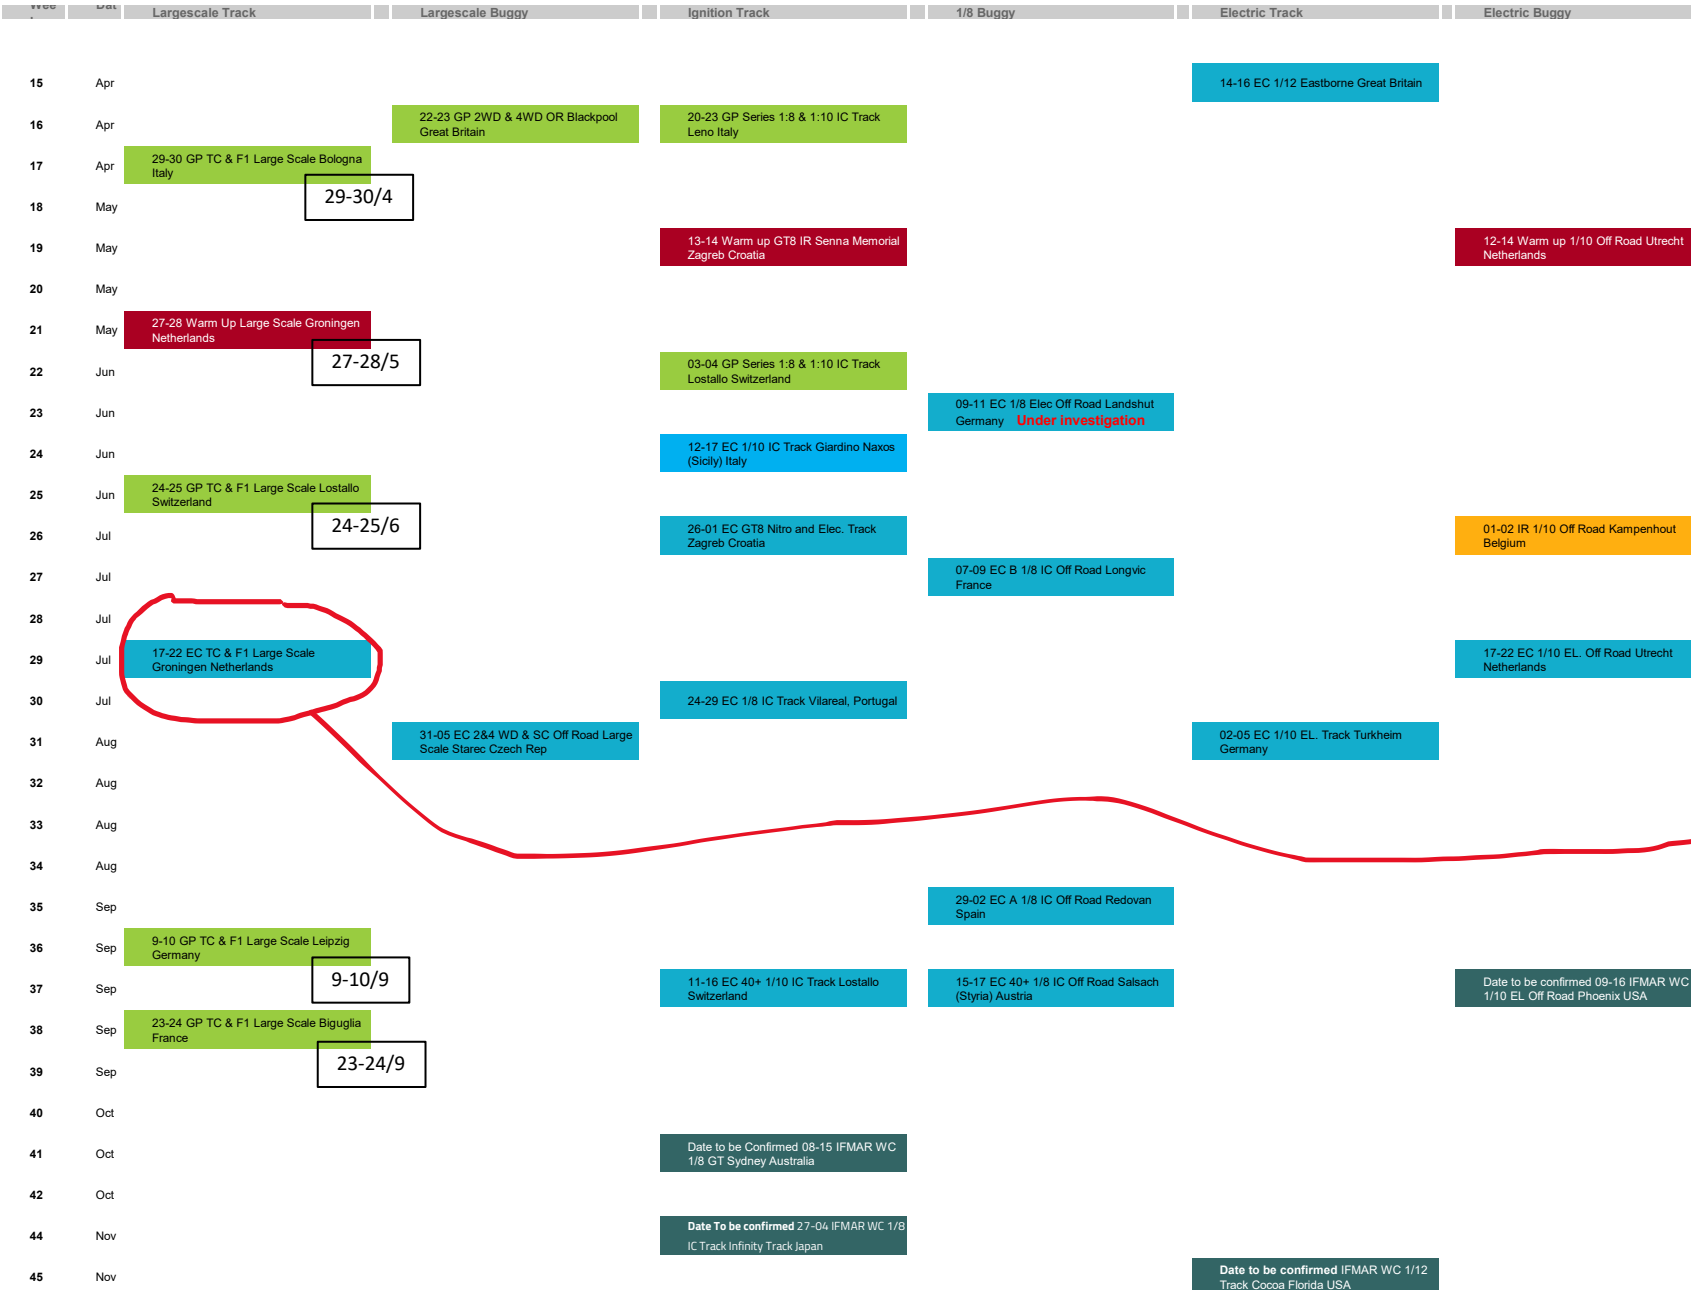 Largescale Track Largescale Buggy Ignition Track 1/8 Buggy Electric Track Electric Buggy
15 Apr 14-16 EC 1/12 Eastborne Great Britain
16 Apr 22-23 GP 2WD & 4WD OR Blackpool
Great Britain
20-23 GP Series 1:8 & 1:10 IC Track
Leno Italy
17 Apr 29-30 GP TC & F1 Large Scale Bologna
Italy
29-30/4
18 May
19 May 13-14 Warm up GT8 IR Senna Memorial
Zagreb Croatia
12-14 Warm up 1/10 Off Road Utrecht
Netherlands
20 May
21 May 27-28 Warm Up Large Scale Groningen
Netherlands
27-28/5
22 Jun 03-04 GP Series 1:8 & 1:10 IC Track
Lostallo Switzerland
23 Jun 09-11 EC 1/8 Elec Off Road Landshut
Germany Under investigation
24 Jun 12-17 EC 1/10 IC Track Giardino Naxos
(Sicily) Italy
25 Jun 24-25 GP TC & F1 Large Scale Lostallo
Switzerland
24-25/6
26 Jul 26-01 EC GT8 Nitro and Elec. Track
Zagreb Croatia
01-02 IR 1/10 Off Road Kampenhout
Belgium
27 Jul 07-09 EC B 1/8 IC Off Road Longvic
France
28 Jul
29 Jul 17-22 EC TC & F1 Large Scale
Groningen Netherlands
17-22 EC 1/10 EL. Off Road Utrecht
Netherlands
30 Jul 24-29 EC 1/8 IC Track Vilareal, Portugal
31 Aug 31-05 EC 2&4 WD & SC Off Road Large
Scale Starec Czech Rep
02-05 EC 1/10 EL. Track Turkheim
Germany
32 Aug
33 Aug
34 Aug
35 Sep 29-02 EC A 1/8 IC Off Road Redovan
Spain
36 Sep 9-10 GP TC & F1 Large Scale Leipzig
Germany
9-10/9
37 Sep 11-16 EC 40+ 1/10 IC Track Lostallo
Switzerland
15-17 EC 40+ 1/8 IC Off Road Salsach
(Styria) Austria
Date to be confirmed 09-16 IFMAR WC
1/10 EL Off Road Phoenix USA
38 Sep 23-24 GP TC & F1 Large Scale Biguglia
France
23-24/9
39 Sep
40 Oct
41 Oct Date to be Confirmed 08-15 IFMAR WC
1/8 GT Sydney Australia
42 Oct
44 Nov Date To be confirmed 27-04 IFMAR WC 1/8
IC Track Infinity Track Japan
45 Nov Date to be confirmed IFMAR WC 1/12
Track Cocoa Florida USA